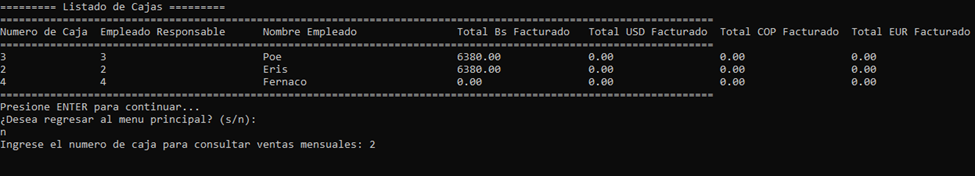 ========= Listado de Cajas =========
==================================================================================================================
Numero de Caja  Empleado Responsable      Nombre Empleado                Total Bs Facturado   Total USD Facturado  Total COP Facturado  Total EUR Facturado
==================================================================================================================
3               3                         Poe                            6380.00              0.00                 0.00                 0.00
2               2                         Eris                           6380.00              0.00                 0.00                 0.00
4               4                         Fernaco                        0.00                 0.00                 0.00                 0.00
==================================================================================================================
Presione ENTER para continuar...
¿Desea regresar al menu principal? (s/n):
n
Ingrese el numero de caja para consultar ventas mensuales: 2